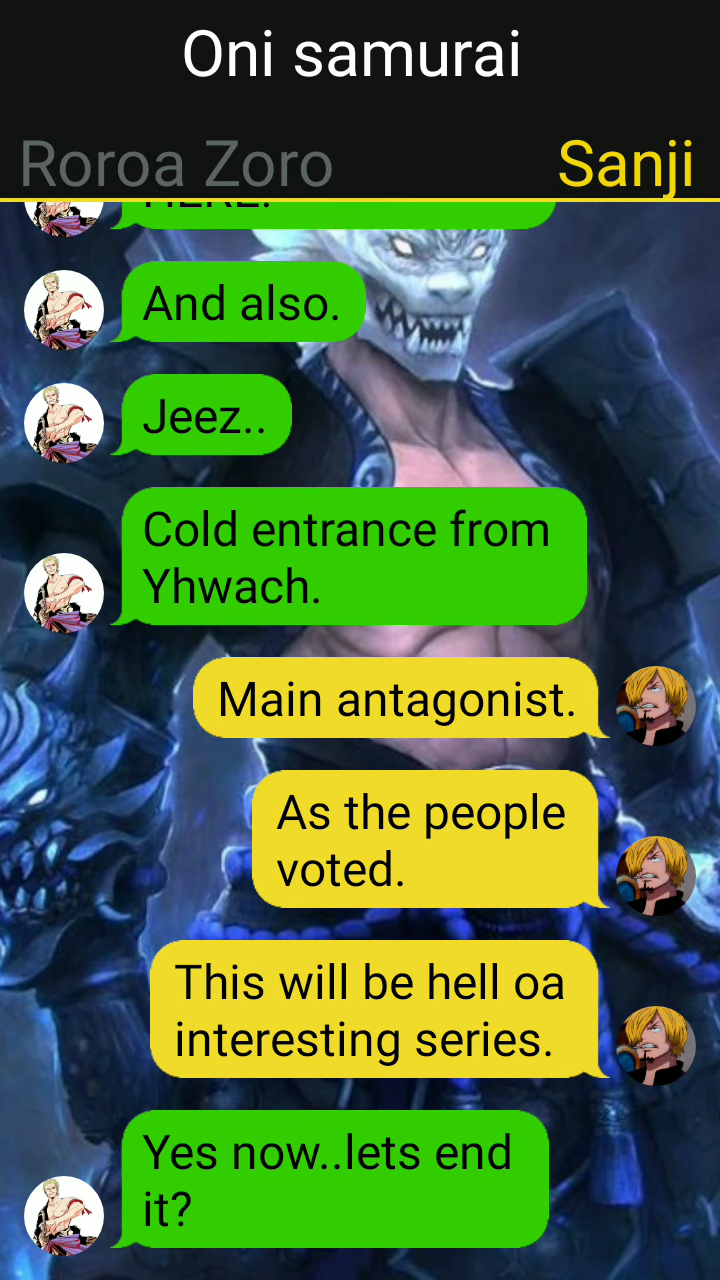 Oni samurai
Roroa Zoro
Sanji
HERE.
And also.
Jeez..
Cold entrance from
Yhwach.
Main antagonist.
As the people
voted.
This will be hell oa
interesting series.
Yes now..lets end
it?